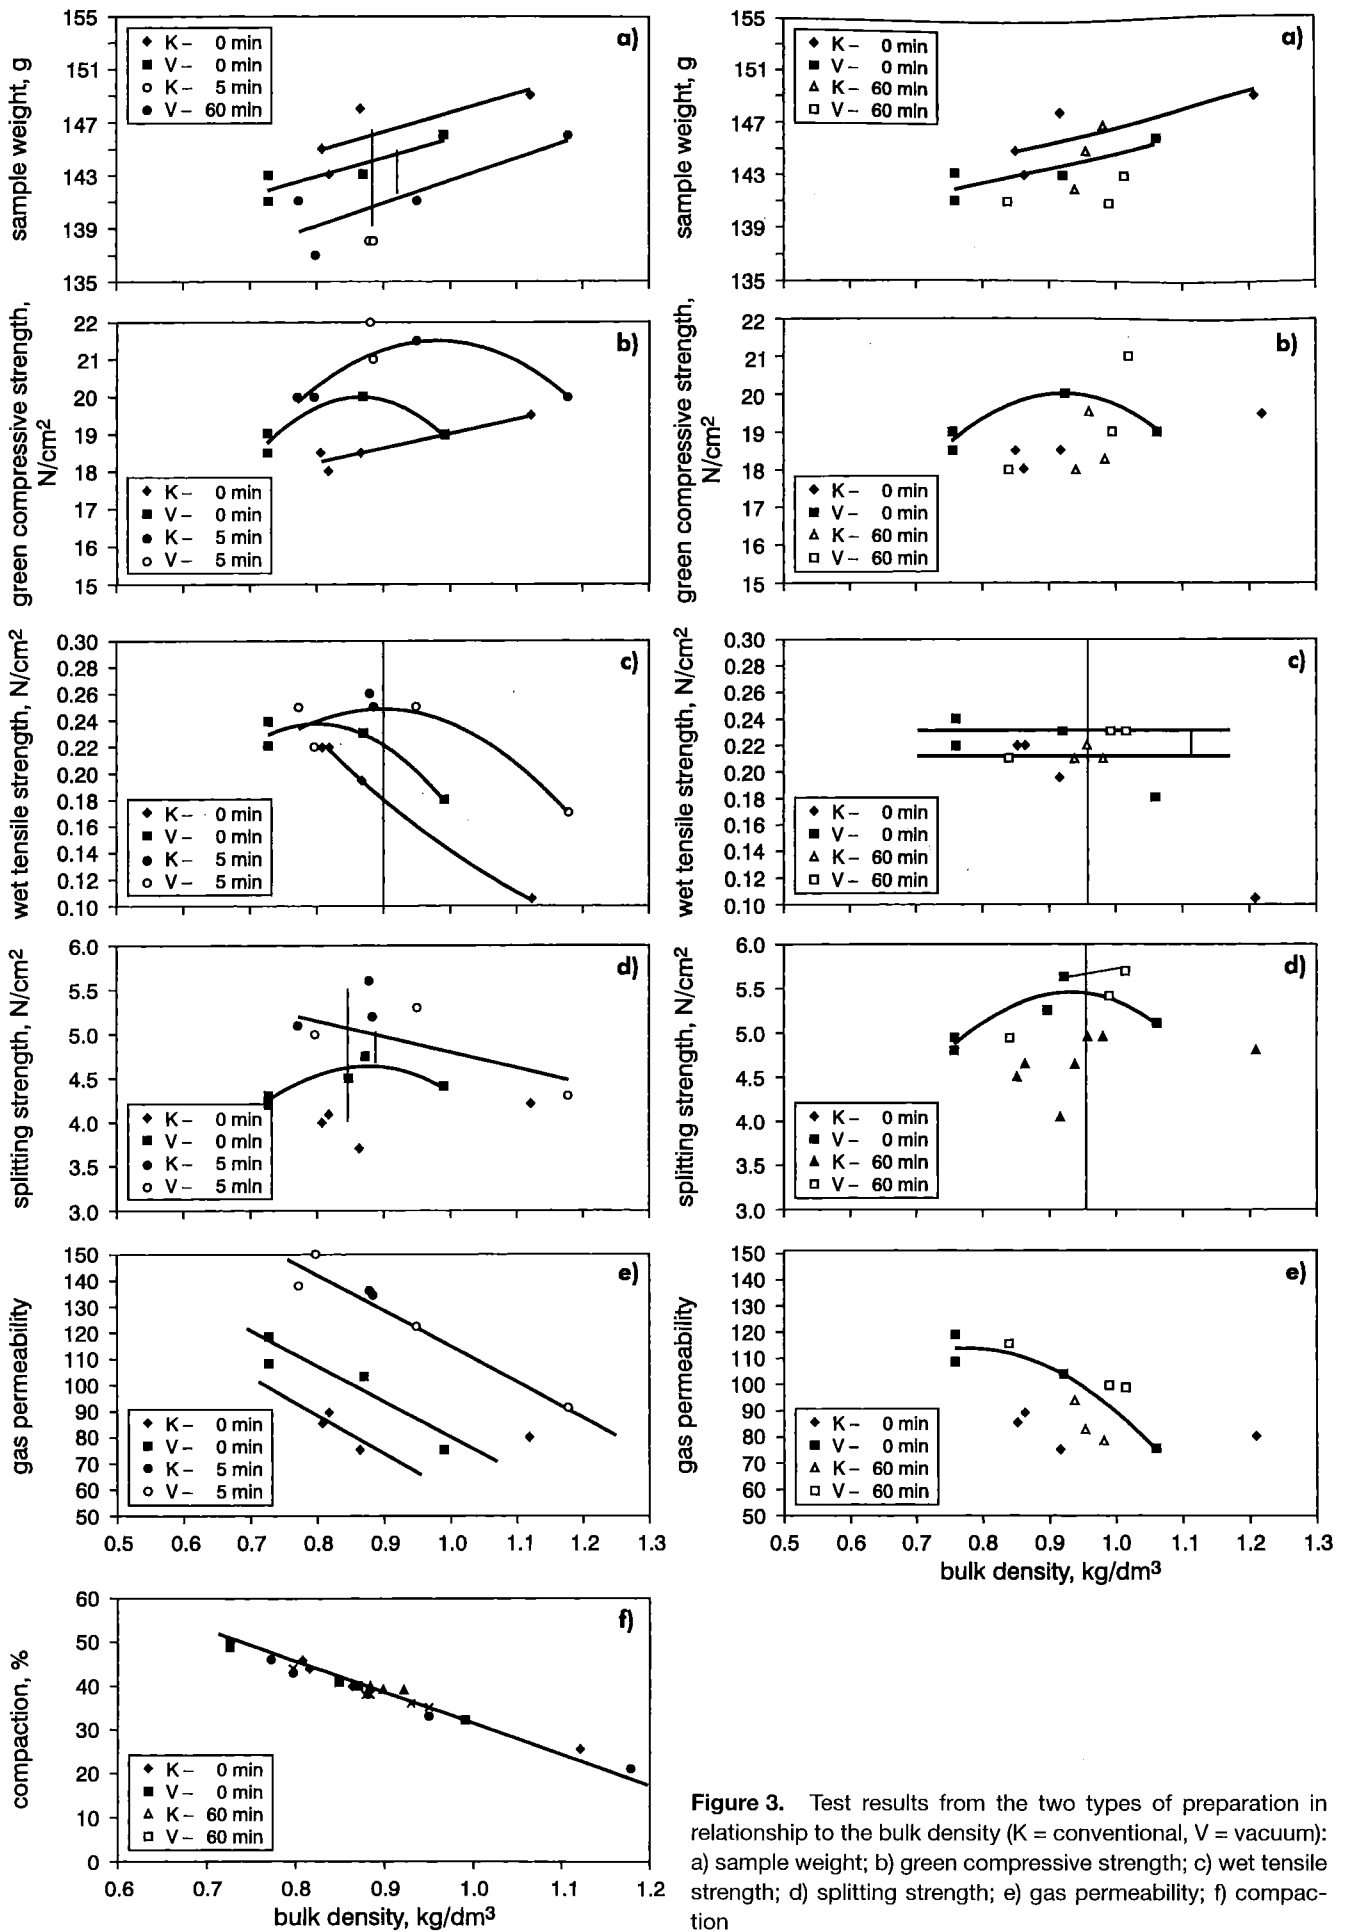 155
151
147
143
139
135
sample weight, g
K – 0 min
V – 0 min
K – 5 min
V – 60 min
a)
155
151
147
143
139
135
sample weight, g
K – 0 min
V – 0 min
K – 60 min
V – 60 min
a)
22
21
20
19
18
17
16
15
green compressive strength,
N/cm2
K – 0 min
V – 0 min
K – 5 min
V – 5 min
b)
22
21
20
19
18
17
16
15
green compressive strength,
N/cm2
K – 0 min
V – 0 min
K – 60 min
V – 60 min
b)
0.30
0.28
0.26
0.24
0.22
0.20
0.18
0.16
0.14
0.12
0.10
wet tensile strength, N/cm2
K – 0 min
V – 0 min
K – 5 min
V – 5 min
c)
0.30
0.28
0.26
0.24
0.22
0.20
0.18
0.16
0.14
0.12
0.10
wet tensile strength, N/cm2
K – 0 min
V – 0 min
K – 60 min
V – 60 min
c)
6.0
5.5
5.0
4.5
4.0
3.5
3.0
splitting strength, N/cm2
K – 0 min
V – 0 min
K – 5 min
V – 5 min
d)
6.0
5.5
5.0
4.5
4.0
3.5
3.0
splitting strength, N/cm2
K – 0 min
V – 0 min
K – 60 min
V – 60 min
d)
150
140
130
120
110
100
90
80
70
60
50
gas permeability
K – 0 min
V – 0 min
K – 5 min
V – 5 min
e)
0.5 0.6 0.7 0.8 0.9 1.0 1.1 1.2 1.3
150
140
130
120
110
100
90
80
70
60
50
gas permeability
K – 0 min
V – 0 min
K – 60 min
V – 60 min
e)
0.5 0.6 0.7 0.8 0.9 1.0 1.1 1.2 1.3
bulk density, kg/dm3
60
50
40
30
20
10
0
compaction, %
K – 0 min
V – 0 min
K – 60 min
V – 60 min
f)
0.6 0.7 0.8 0.9 1.0 1.1 1.2
bulk density, kg/dm3
Figure 3. Test results from the two types of preparation in
relationship to the bulk density (K = conventional, V = vacuum):
a) sample weight; b) green compressive strength; c) wet tensile
strength; d) splitting strength; e) gas permeability; f) compac-
tion